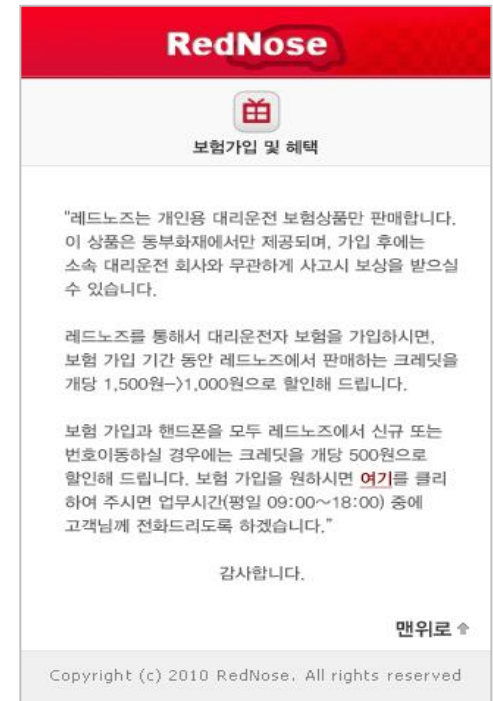 RedNose
보험가입 및 혜택
"레드노즈는 개인용 대리운전 보험상품만 판매합니다.
이 상품은 동부화재에서만 제공되며, 가입 후에는
소속 대리운전 회사와 무관하게 사고시 보상을 받으실
수 있습니다.
레드노즈를 통해서 대리운전자 보험을 가입하시면,
보험 가입 기간 동안 레드노즈에서 판매하는 크레딧을
개당 1,500원->1,000원으로 할인해 드립니다.
보험 가입과 핸드폰을 모두 레드노즈에서 신규 또는
번호이동하실 경우에는 크레딧을 개당 500원으로
할인해 드립니다. 보험 가입을 원하시면 여기를 클리
하여 주시면 업무시간(평일 09:00~18:00) 중에
고객님께 전화드리도록 하겠습니다."
감사합니다.
맨위로 ↑
Copyright (c) 2010 RedNose. All rights reserved